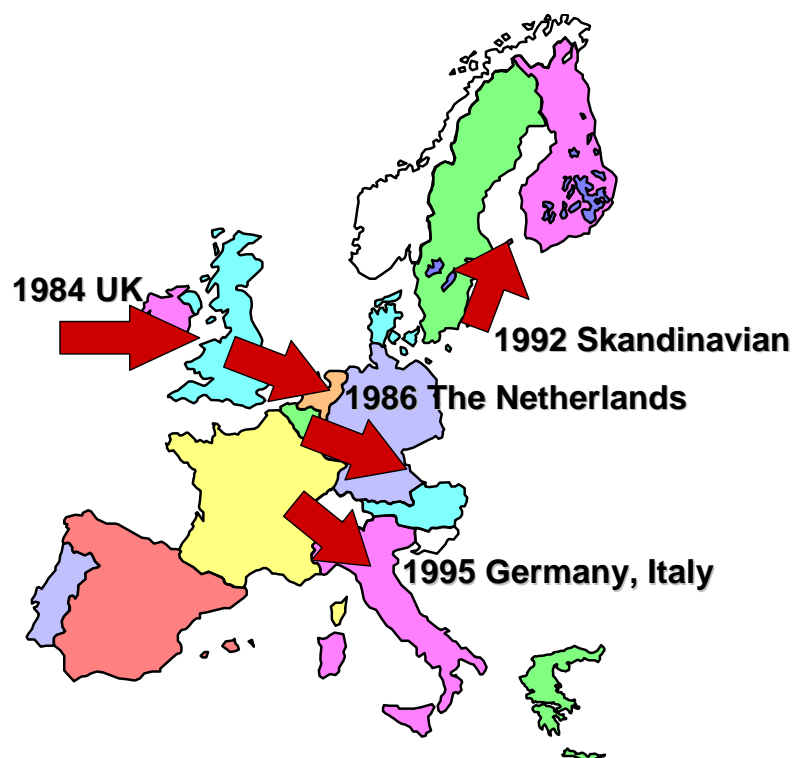 1984 UK
1992 Skandinavian
1986 The Netherlands
1995 Germany, Italy